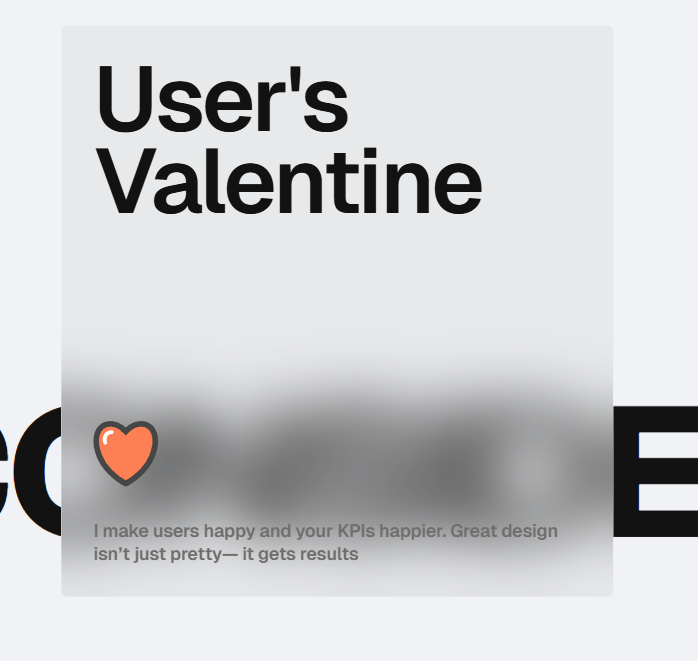 User's
Valentine
I make users happy and your KPIs happier. Great design
isn’t just pretty— it gets results